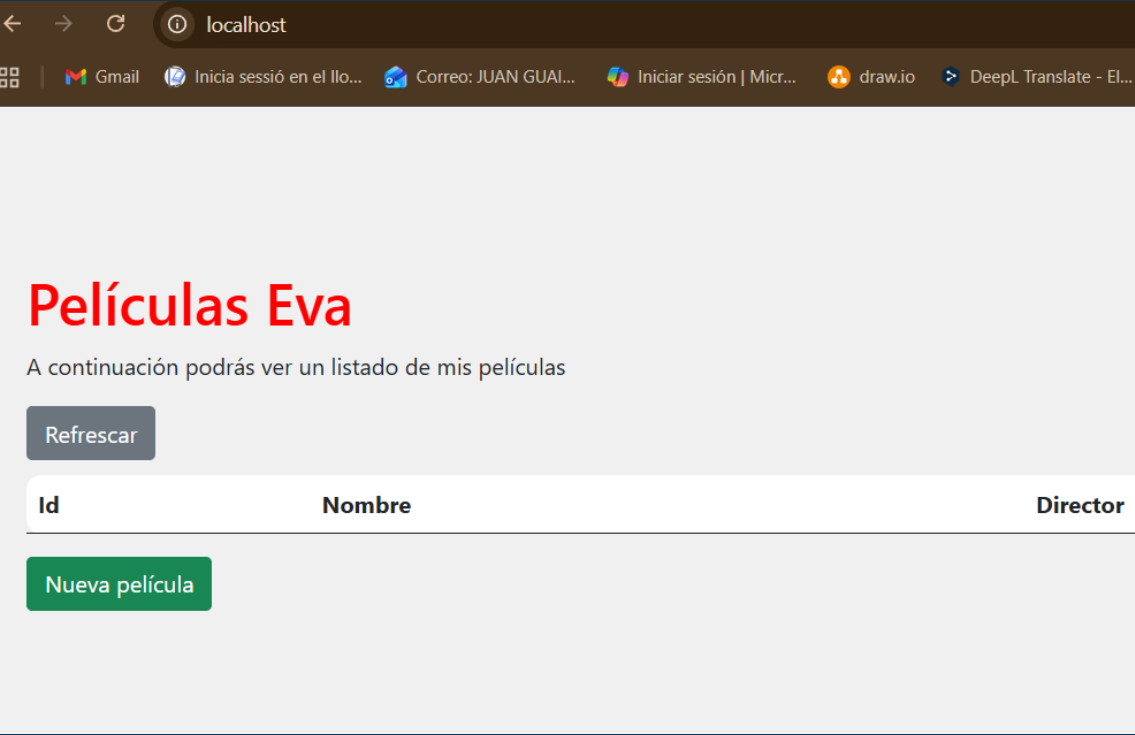 localhost
Gmail Inicia sessió en el llo... Correo: JUAN GUAI... Iniciar sesión | Micr... draw.io DeepL Translate - El...
Películas Eva
A continuación podrás ver un listado de mis películas
Refrescar
Id Nombre Director
Nueva película